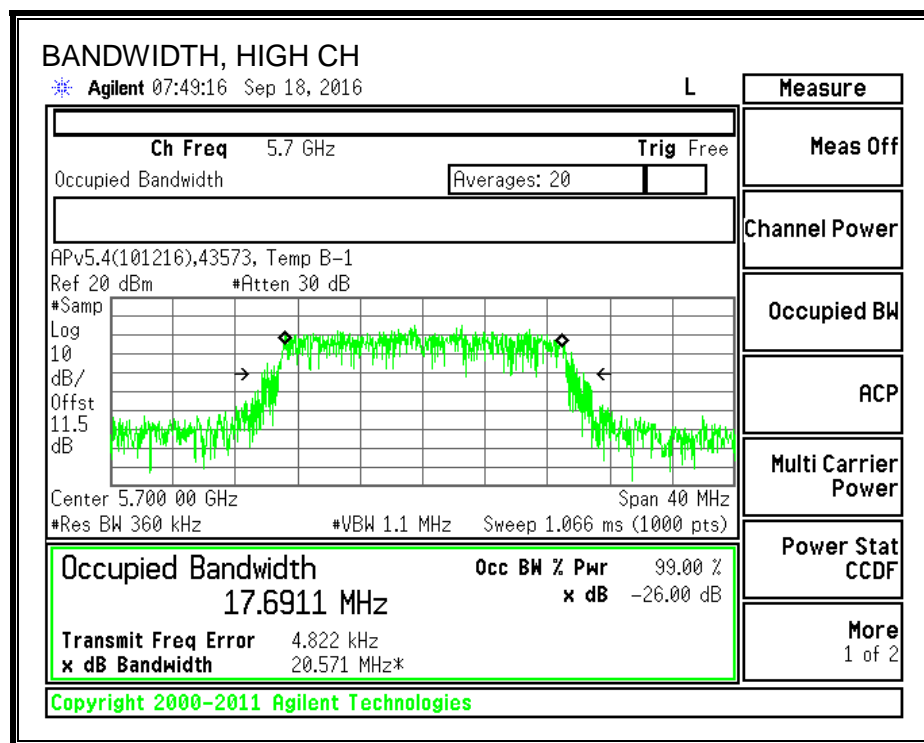 BANDWIDTH, HIGH CH
Agilent 07:49:16 Sep 18, 2016 L
Measure
Ch Freq 5.7 GHz Trig Free
Meas Off
Occupied Bandwidth Averages: 20
Channel Power
APv5.4(101216),43573, Temp B-1
Ref 20 dBm #Atten 30 dB
#Samp
Log
10
dB/
Offst
11.5
dB
Occupied BW
ACP
Multi Carrier
Power
Center 5.700 00 GHz Span 40 MHz
#Res BW 360 kHz #VBW 1.1 MHz Sweep 1.066 ms (1000 pts)
Power Stat
CCDF
Occupied Bandwidth Occ BW % Pwr 99.00 %
17.6911 MHz x dB -26.00 dB
Transmit Freq Error 4.822 kHz
x dB Bandwidth 20.571 MHz*
More
1 of 2
Copyright 2000-2011 Agilent Technologies